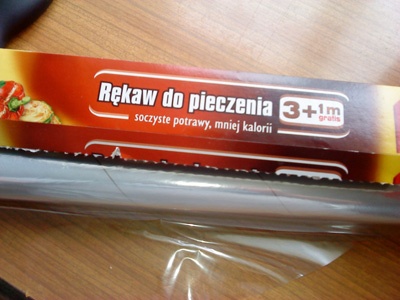 Rękaw do pieczenia
3+1m
gratis
soczyste potrawy, mniej kalorii